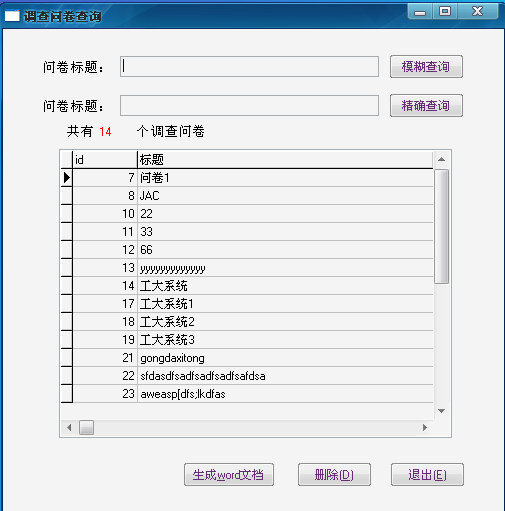 调查问卷查询
问卷标题： 模糊查询
问卷标题： 精确查询
共有 14 个调查问卷
id 标题
7 问卷1
8 JAC
10 22
11 33
12 66
13 yyyyyyyyyyyyy
14 工大系统
17 工大系统1
18 工大系统2
19 工大系统3
21 gongdaxitong
22 sfdasdfsadfsadfsadfsafdsa
23 aweasp[dfs;lkdfas
生成word文档 删除(D) 退出(E)